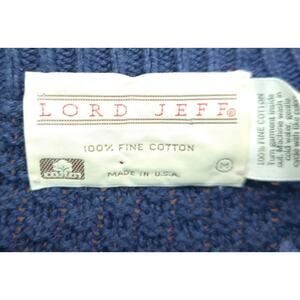 LORD JEFF®
100% FINE COTTON
M
MADE IN U.S.A.
100% FINE COTTON
Turn garment inside
out. Machine wash in
cold water, gentle
cycle with like